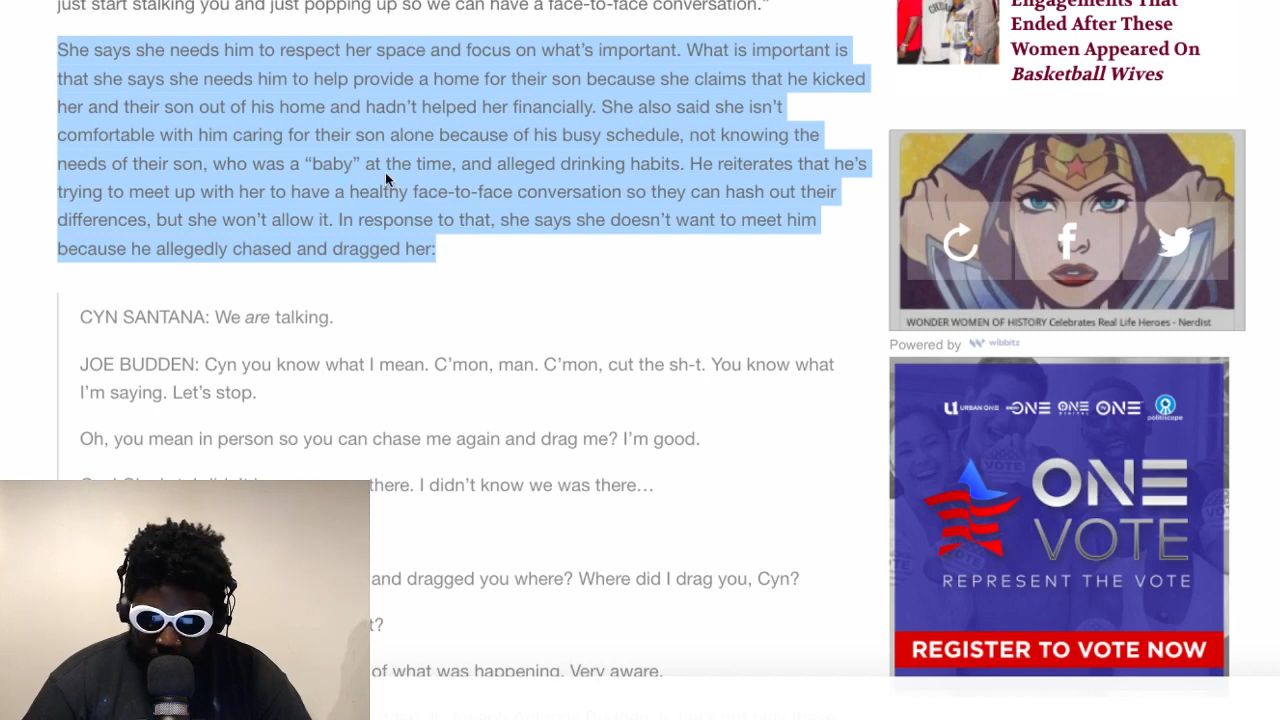 just start stalking you and just popping up so we can have a face-to-face conversation.”
She says she needs him to respect her space and focus on what’s important. What is important is
that she says she needs him to help provide a home for their son because she claims that he kicked
her and their son out of his home and hadn’t helped her financially. She also said she isn’t
comfortable with him caring for their son alone because of his busy schedule, not knowing the
needs of their son, who was a “baby” at the time, and alleged drinking habits. He reiterates that he’s
trying to meet up with her to have a healthy face-to-face conversation so they can hash out their
differences, but she won’t allow it. In response to that, she says she doesn’t want to meet him
because he allegedly chased and dragged her:
CYN SANTANA: We are talking.
JOE BUDDEN: Cyn you know what I mean. C’mon, man. C’mon, cut the sh-t. You know what
I’m saying. Let’s stop.
Oh, you mean in person so you can chase me again and drag me? I’m good.
there. I didn’t know we was there…
and dragged you where? Where did I drag you, Cyn?
t?
of what was happening. Very aware.
Engagements That
Ended After These
Women Appeared On
Basketball Wives
WONDER WOMEN OF HISTORY Celebrates Real Life Heroes - Nerdist
Powered by wibbitz
URBAN ONE ONE ONE ONE politiscope
ONE
VOTE
REPRESENT THE VOTE
REGISTER TO VOTE NOW